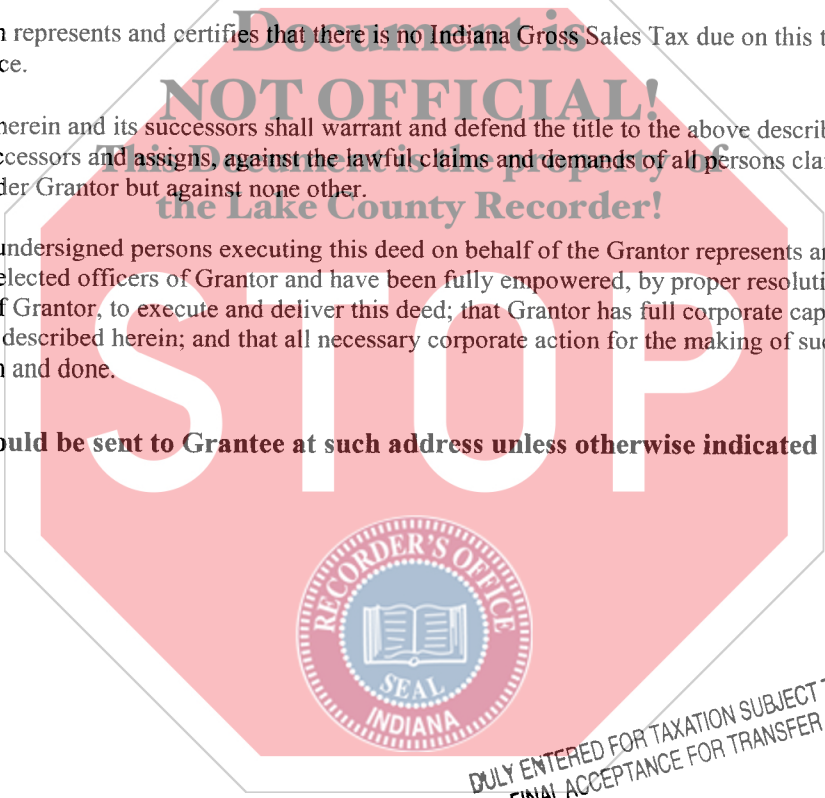 Document is
n represents and certifies that there is no Indiana Gross Sales Tax due on this t
ce.
NOT OFFICIAL!
herein and its successors shall warrant and defend the title to the above describ
ccessors and assigns, against the lawful claims and demands of all persons clai
This Document is the property of
der Grantor but against none other.
the Lake County Recorder!
undersigned persons executing this deed on behalf of the Grantor represents an
elected officers of Grantor and have been fully empowered, by proper resoluti
f Grantor, to execute and deliver this deed; that Grantor has full corporate cap
described herein; and that all necessary corporate action for the making of suc
n and done.
STOP
ould be sent to Grantee at such address unless otherwise indicated
RECORDER'S OFFICE
SEAL
INDIANA
DULY ENTERED FOR TAXATION SUBJECT T
FINAL ACCEPTANCE FOR TRANSFER